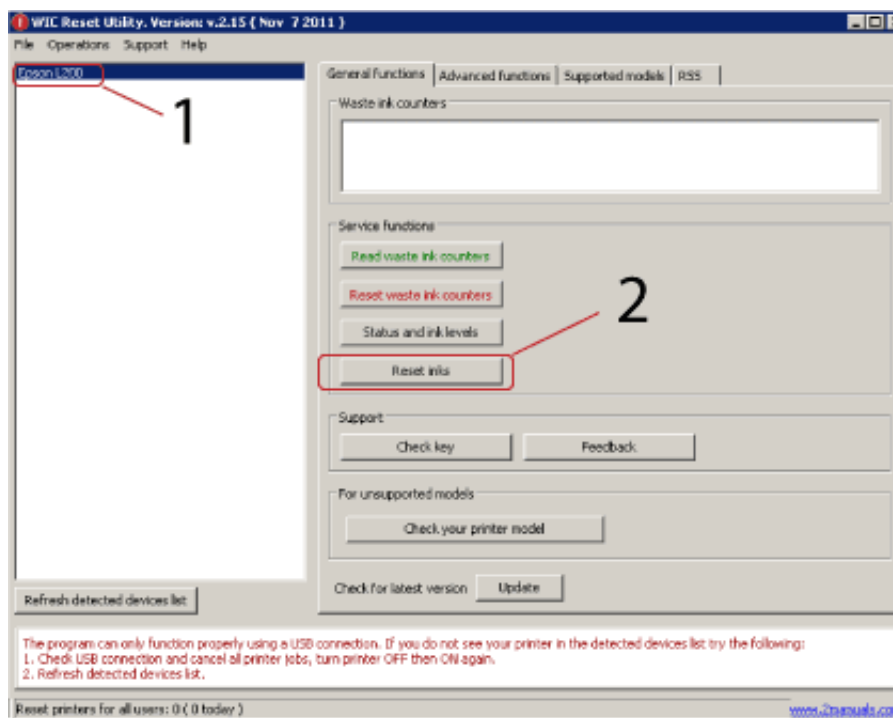 WIC Reset Utility. Version: v.2.15 ( Nov 7 2011 )
File Operations Support Help
Epson L200
1
General functions Advanced functions Supported models RSS
Waste ink counters
Service functions
Read waste ink counters
Reset waste ink counters
2
Status and ink levels
Reset inks
Support
Check key Feedback
For unsupported models
Check your printer model
Check for latest version Update
Refresh detected devices list
The program can only function properly using a USB connection. If you do not see your printer in the detected devices list try the following:
1. Check USB connection and cancel all printer jobs, turn printer OFF then ON again.
2. Refresh detected devices list.
Reset printers for all users: 0 ( 0 today ) www.2manuals.co